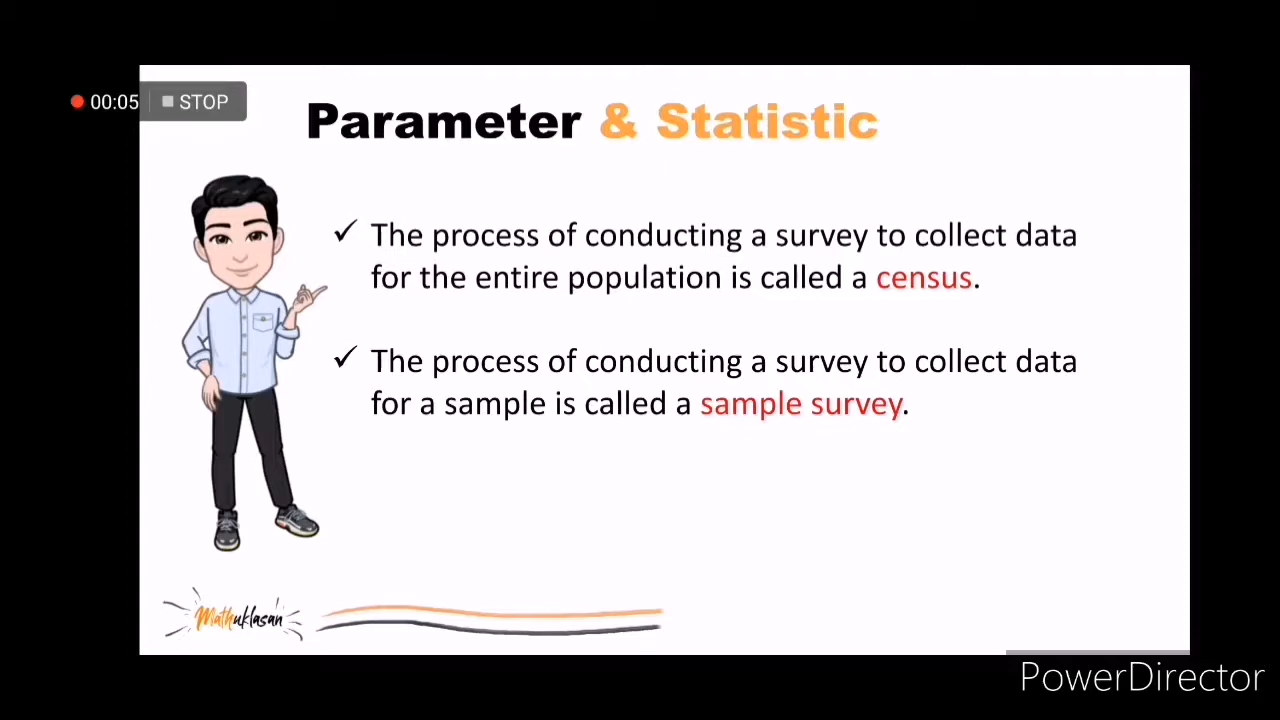 00:05 STOP
Parameter & Statistic
✓ The process of conducting a survey to collect data
for the entire population is called a census.
✓ The process of conducting a survey to collect data
for a sample is called a sample survey.
Mathuklasan
PowerDirector